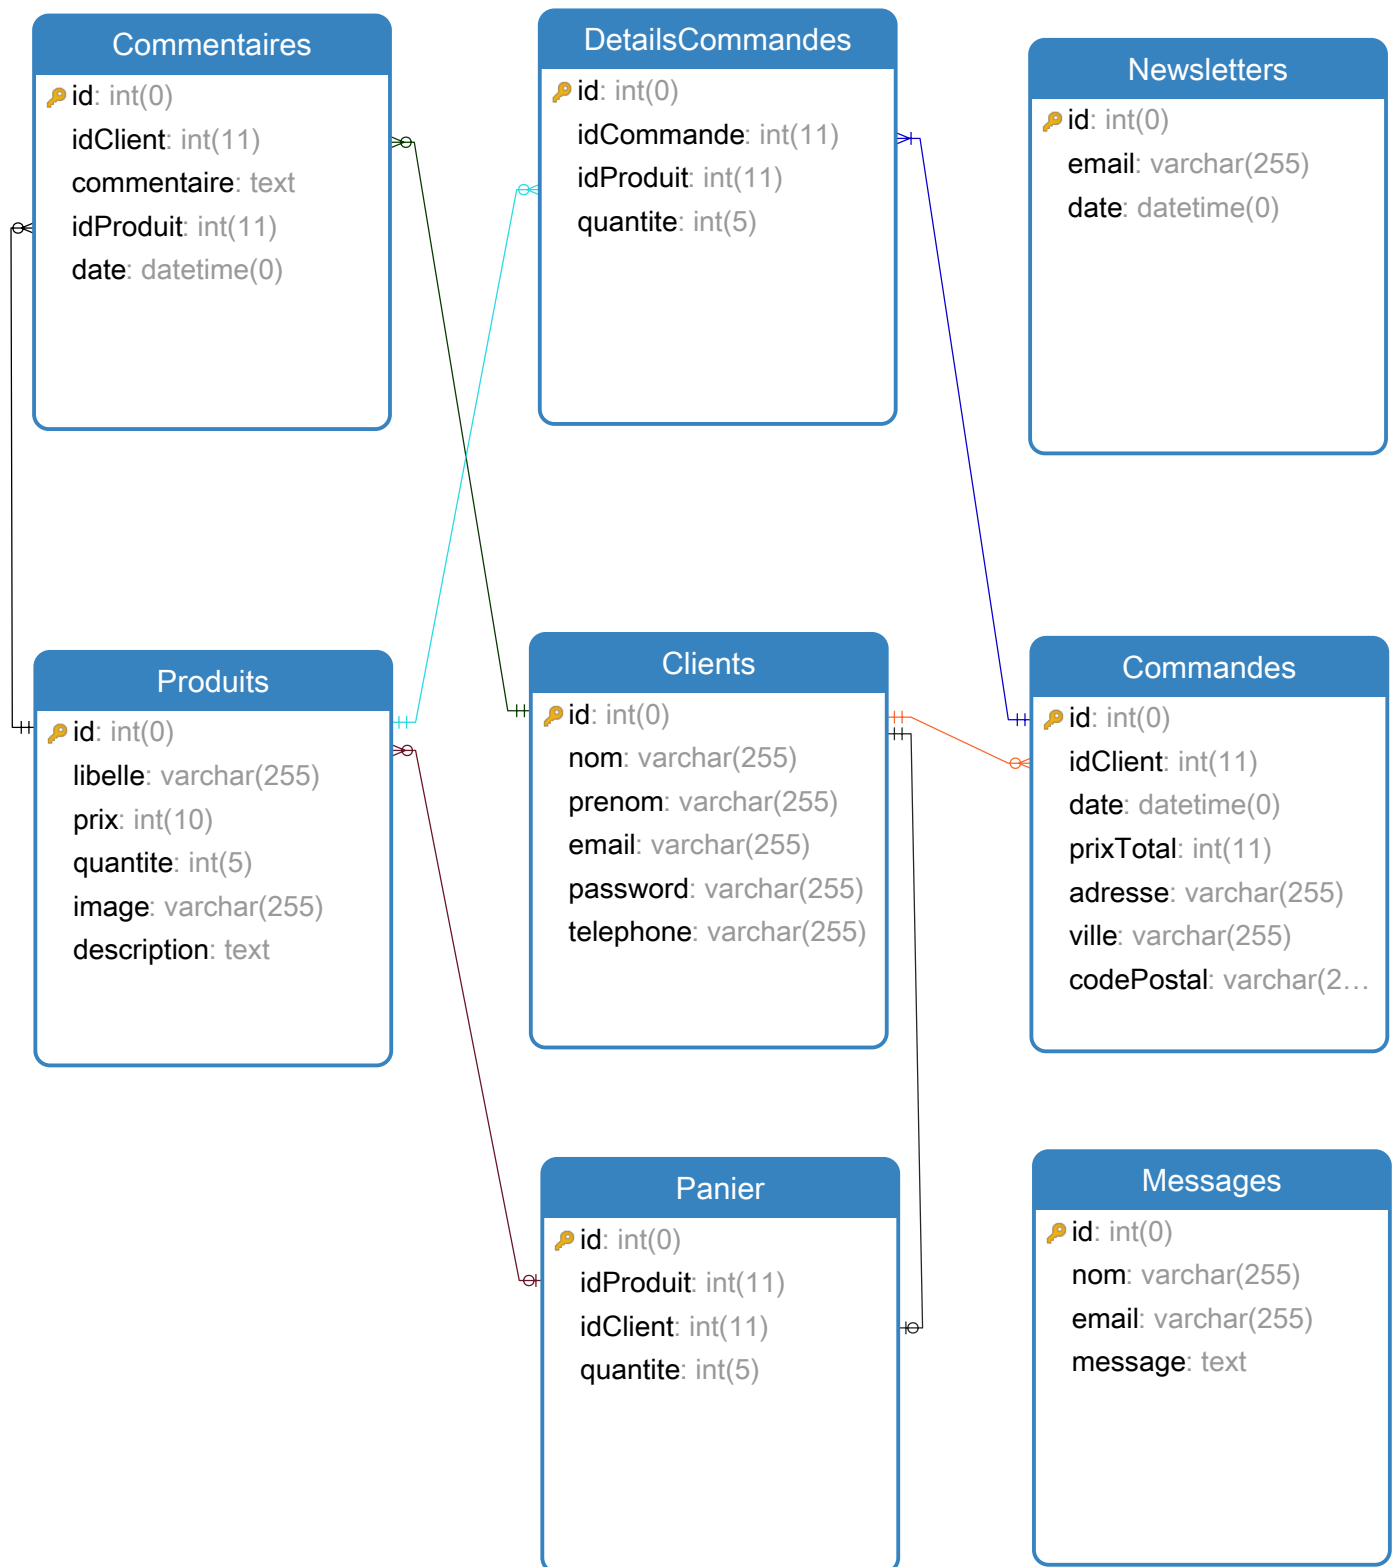 Commentaires
id: int(0)
idClient: int(11)
commentaire: text
idProduit: int(11)
date: datetime(0)
DetailsCommandes
id: int(0)
idCommande: int(11)
idProduit: int(11)
quantite: int(5)
Newsletters
id: int(0)
email: varchar(255)
date: datetime(0)
Produits
id: int(0)
libelle: varchar(255)
prix: int(10)
quantite: int(5)
image: varchar(255)
description: text
Clients
id: int(0)
nom: varchar(255)
prenom: varchar(255)
email: varchar(255)
password: varchar(255)
telephone: varchar(255)
Commandes
id: int(0)
idClient: int(11)
date: datetime(0)
prixTotal: int(11)
adresse: varchar(255)
ville: varchar(255)
codePostal: varchar(2…
Panier
id: int(0)
idProduit: int(11)
idClient: int(11)
quantite: int(5)
Messages
id: int(0)
nom: varchar(255)
email: varchar(255)
message: text